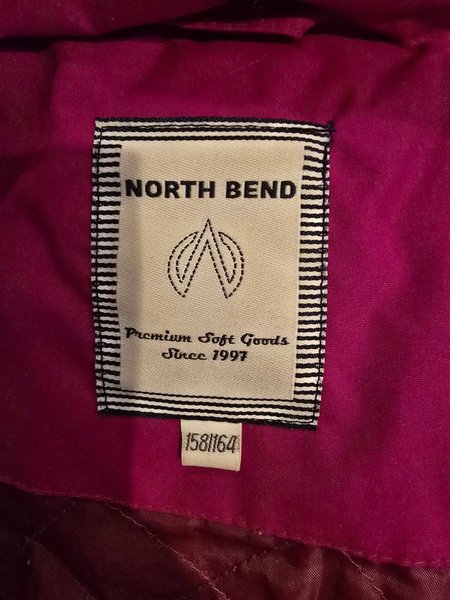 NORTH BEND
Premium Soft Goods
Since 1997
158/164